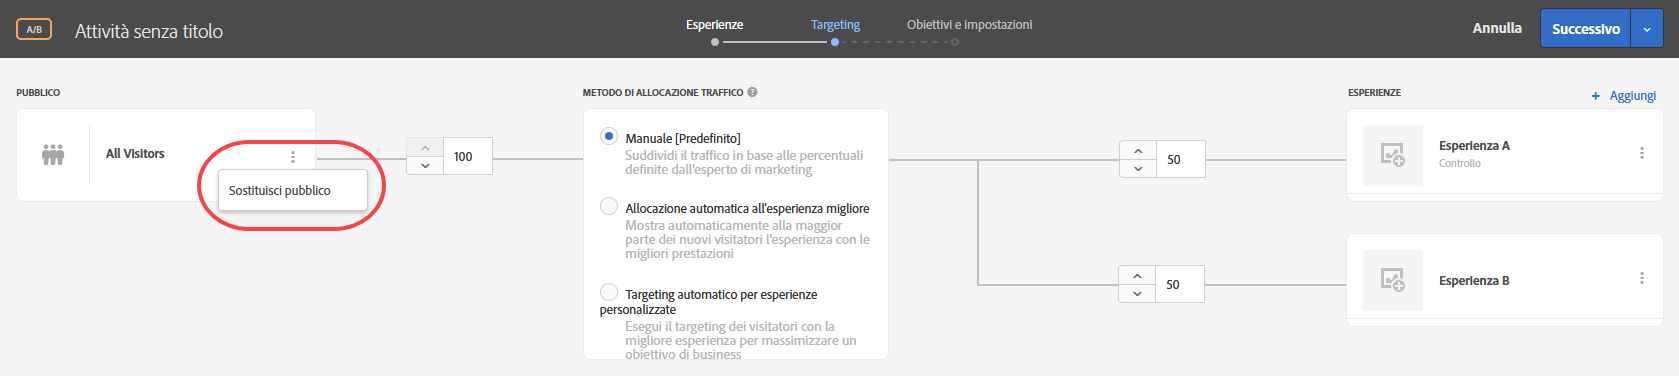 A/B
Attività senza titolo
Esperienze
Targeting
Obiettivi e impostazioni
Annulla
Successivo
PUBBLICO
All Visitors
Sostituisci pubblico
100
METODO DI ALLOCAZIONE TRAFFICO ?
Manuale [Predefinito]
Suddividi il traffico in base alle percentuali
definite dall'esperto di marketing
Allocazione automatica all'esperienza migliore
Mostra automaticamente alla maggior
parte dei nuovi visitatori l'esperienza con le
migliori prestazioni
Targeting automatico per esperienze
personalizzate
Esegui il targeting dei visitatori con la
migliore esperienza per massimizzare un
obiettivo di business
50
50
ESPERIENZE
+ Aggiungi
Esperienza A
Controllo
Esperienza B